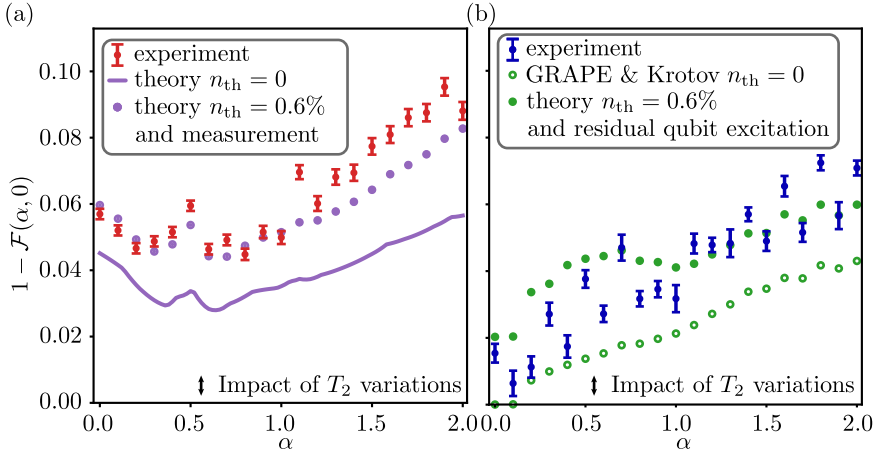 (a)
experiment
theory n_th = 0
theory n_th = 0.6%
and measurement
0.10
0.08
0.06
0.04
0.02
0.00
1 − F(α, 0)
Impact of T_2 variations
0.0
0.5
1.0
1.5
2.0
α
(b)
experiment
GRAPE & Krotov n_th = 0
theory n_th = 0.6%
and residual qubit excitation
Impact of T_2 variations
0.0
0.5
1.0
1.5
2.0
α